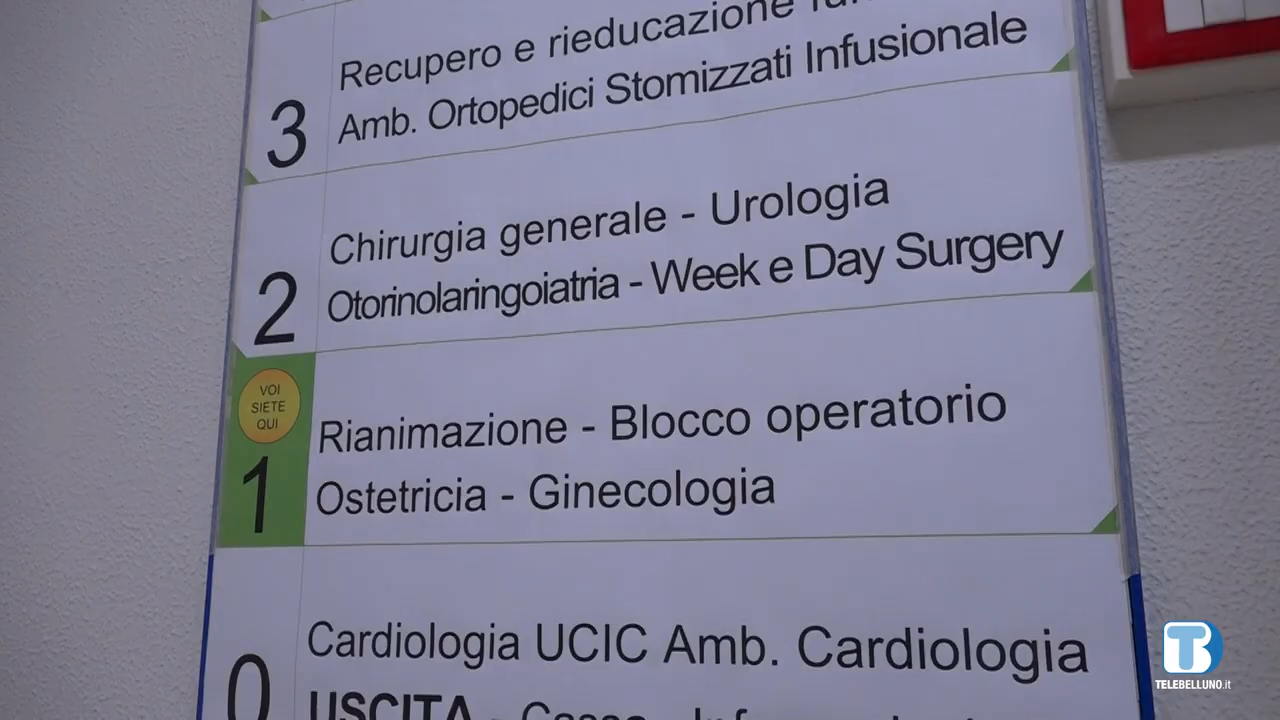 Recupero e rieducazione
3
Amb. Ortopedici Stomizzati Infusionale
Chirurgia generale - Urologia
2
Otorinolaringoiatria - Week e Day Surgery
VOI
SIETE
QUI
1
Rianimazione - Blocco operatorio
Ostetricia - Ginecologia
0
Cardiologia UCIC Amb. Cardiologia
USCITA -
TELEBELLUNO.it